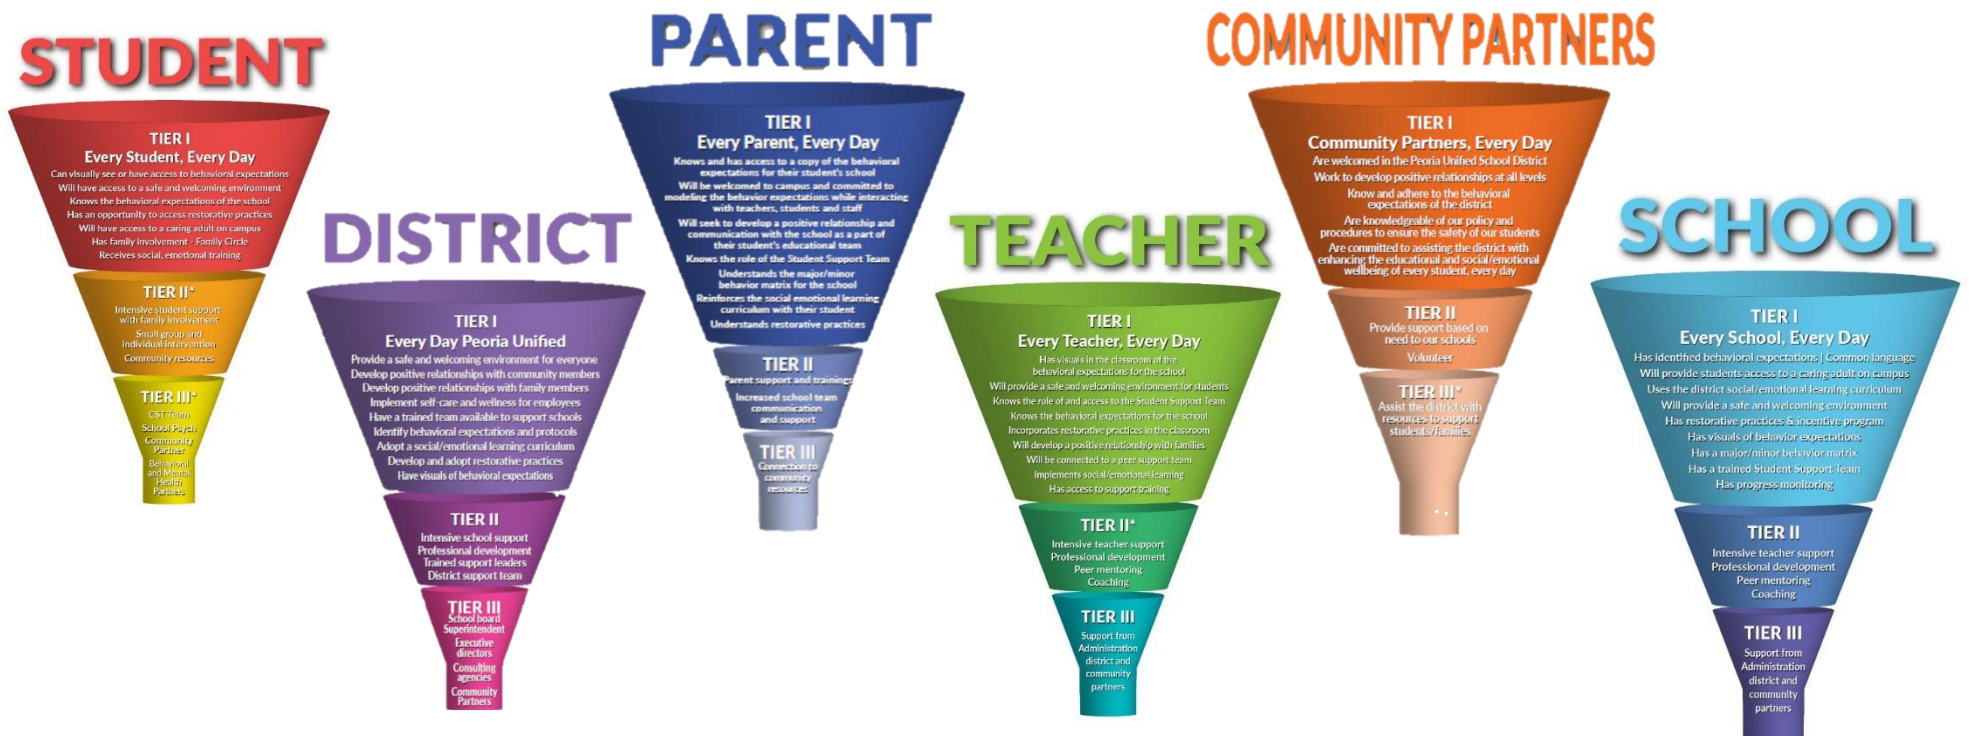 STUDENT
TIER I
Every Student, Every Day
Can visually see or have access to behavioral expectations
Will have access to a safe and welcoming environment
Knows the behavioral expectations of the school
Has an opportunity to access restorative practices
Will have access to a caring adult on campus
Has family involvement - Family Circle
Receives social, emotional training
TIER II*
Intensive student support
with family involvement
Small group and
individual intervention
Community resources
TIER III*
CST Team
School Psych
Community
Partner
Behavioral
and Mental
Health
Partners
DISTRICT
TIER I
Every Day Peoria Unified
Provide a safe and welcoming environment for everyone
Develop positive relationships with community members
Develop positive relationships with family members
Implement self-care and wellness for employees
Have a trained team available to support schools
Identify behavioral expectations and protocols
Adopt a social/emotional learning curriculum
Develop and adopt restorative practices
Have visuals of behavioral expectations
TIER II
Intensive school support
Professional development
Trained support leaders
District support team
TIER III
School board
Superintendent
Executive
directors
Consulting
agencies
Community
Partners
PARENT
TIER I
Every Parent, Every Day
Knows and has access to a copy of the behavioral
expectations for their student's school
Will be welcomed to campus and committed to
modeling the behavior expectations while interacting
with teachers, students and staff
Will seek to develop a positive relationship and
communication with the school as a part of
their student's educational team
Knows the role of the Student Support Team
Understands the major/minor
behavior matrix for the school
Reinforces the social emotional learning
curriculum with their student
Understands restorative practices
TIER II
Parent support and trainings
Increased school team
communication
and support
TIER III
Connection to
community
resources
TEACHER
TIER I
Every Teacher, Every Day
Has visuals in the classroom of the
behavioral expectations for the school
Will provide a safe and welcoming environment for students
Knows the role of and access to the Student Support Team
Knows the behavioral expectations for the school
Incorporates restorative practices in the classroom
Will develop a positive relationship with families
Will be connected to a peer support team
Implements social/emotional learning
Has access to support training
TIER II*
Intensive teacher support
Professional development
Peer mentoring
Coaching
TIER III
Support from
Administration
district and
community
partners
COMMUNITY PARTNERS
TIER I
Community Partners, Every Day
Are welcomed in the Peoria Unified School District
Work to develop positive relationships at all levels
Know and adhere to the behavioral
expectations of the district
Are knowledgeable of our policy and
procedures to ensure the safety of our students
Are committed to assisting the district with
enhancing the educational and social/emotional
wellbeing of every student, every day
TIER II
Provide support based on
need to our schools
Volunteer
TIER III*
Assist the district with
resources to support
students/families
SCHOOL
TIER I
Every School, Every Day
Has identified behavioral expectations | Common language
Will provide students access to a caring adult on campus
Uses the district social/emotional learning curriculum
Will provide a safe and welcoming environment
Has restorative practices & incentive program
Has visuals of behavior expectations
Has a major/minor behavior matrix
Has a trained Student Support Team
Has progress monitoring
TIER II
Intensive teacher support
Professional development
Peer mentoring
Coaching
TIER III
Support from
Administration
district and
community
partners